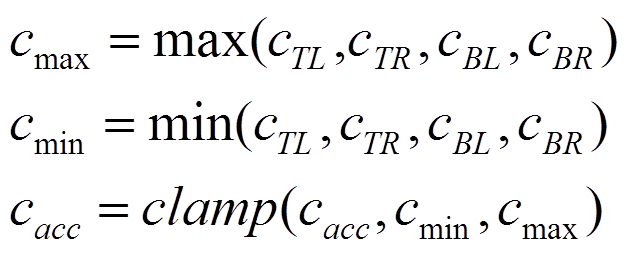 c_max = max(c_TL, c_TR, c_BL, c_BR)
c_min = min(c_TL, c_TR, c_BL, c_BR)
c_acc = clamp(c_acc, c_min, c_max)